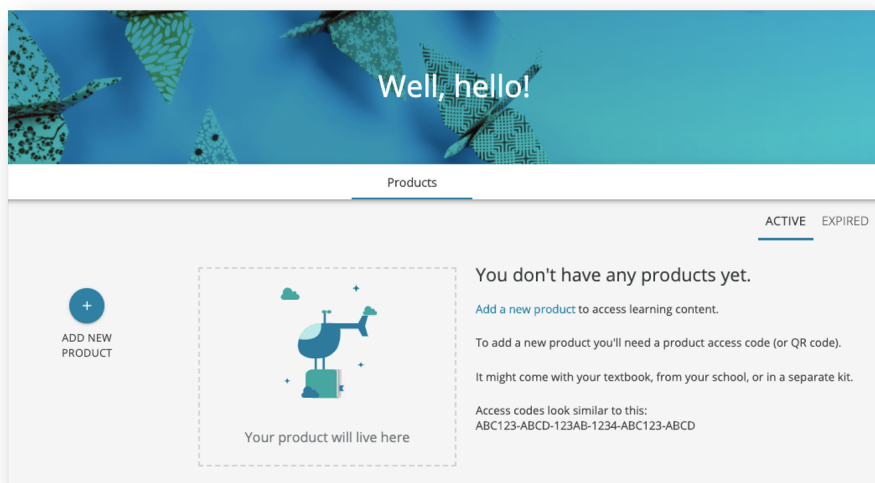 Well, hello!
Products
ACTIVE EXPIRED
+
ADD NEW
PRODUCT
Your product will live here
You don't have any products yet.
Add a new product to access learning content.
To add a new product you'll need a product access code (or QR code).
It might come with your textbook, from your school, or in a separate kit.
Access codes look similar to this:
ABC123-ABCD-123AB-1234-ABC123-ABCD